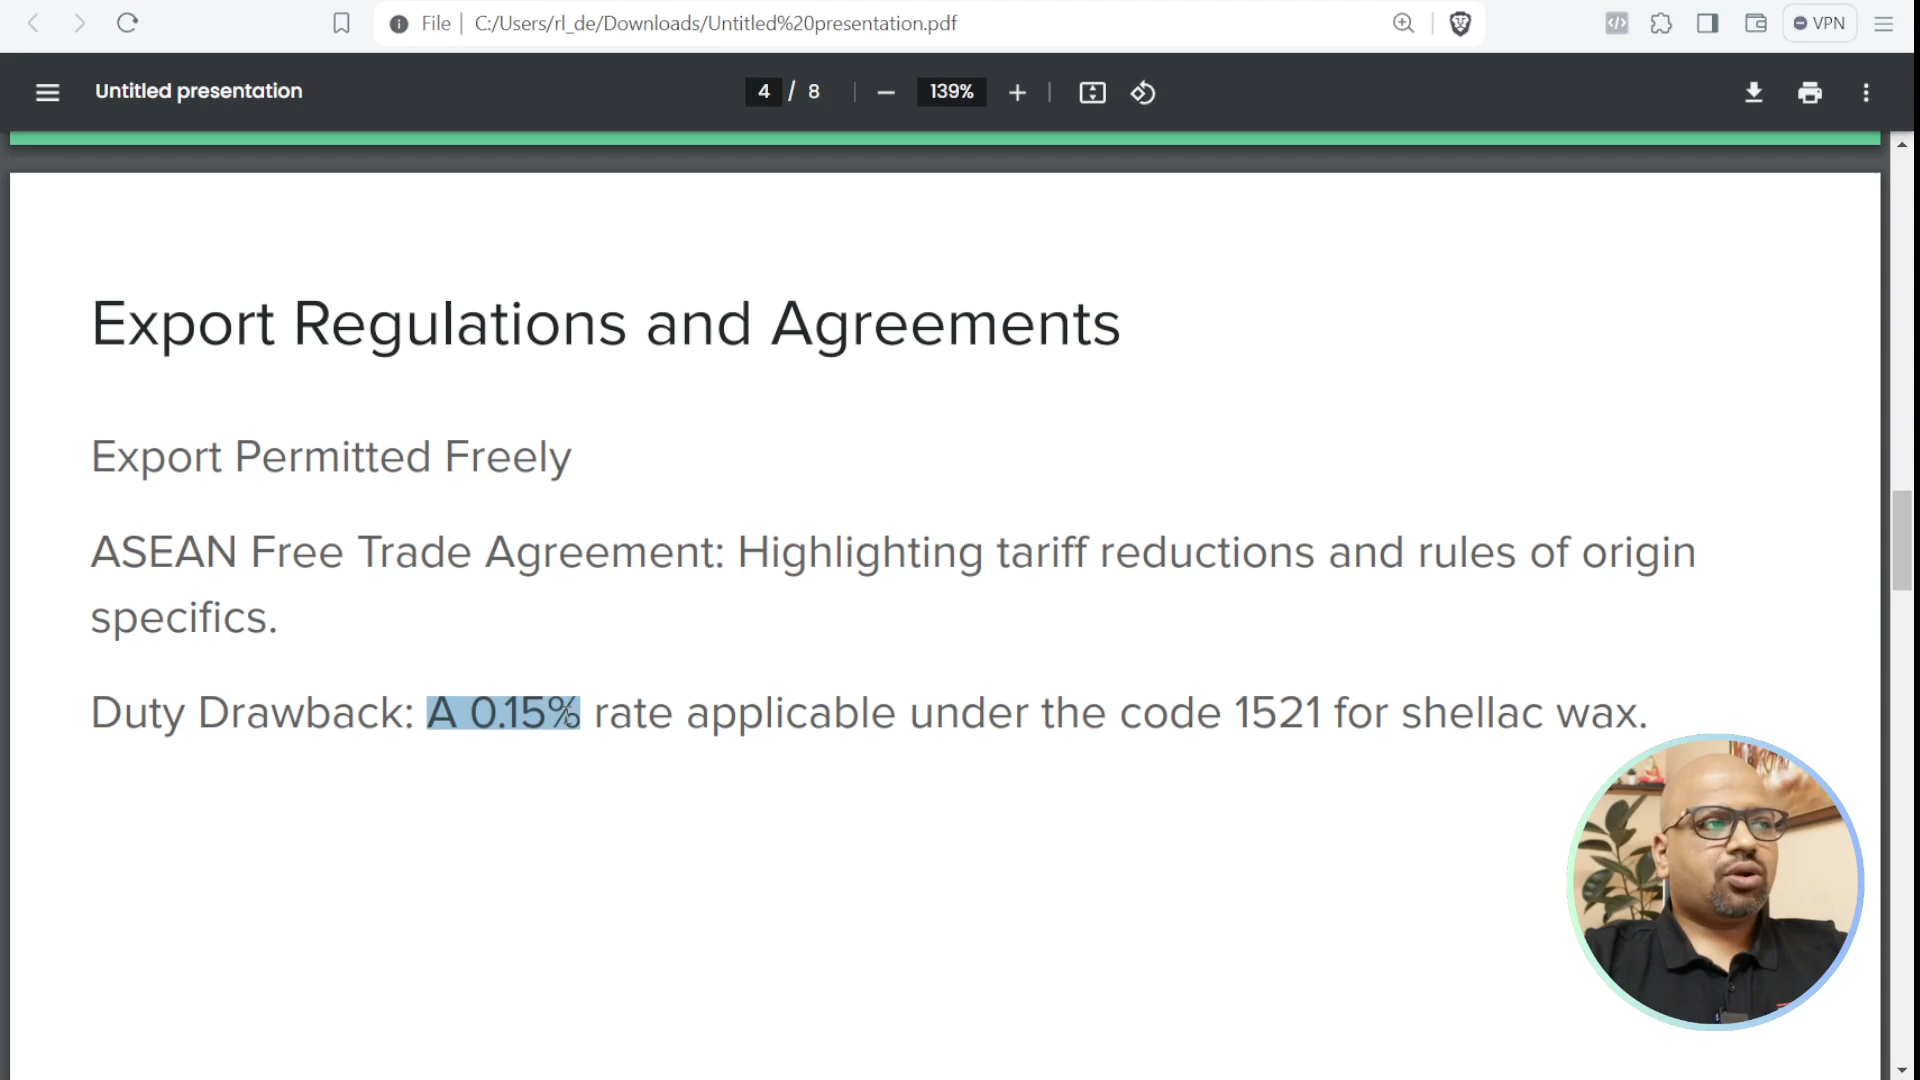 File | C:/Users/rl_de/Downloads/Untitled%20presentation.pdf
VPN
Untitled presentation
4 / 8
139%
Export Regulations and Agreements
Export Permitted Freely
ASEAN Free Trade Agreement: Highlighting tariff reductions and rules of origin
specifics.
Duty Drawback: A 0.15% rate applicable under the code 1521 for shellac wax.